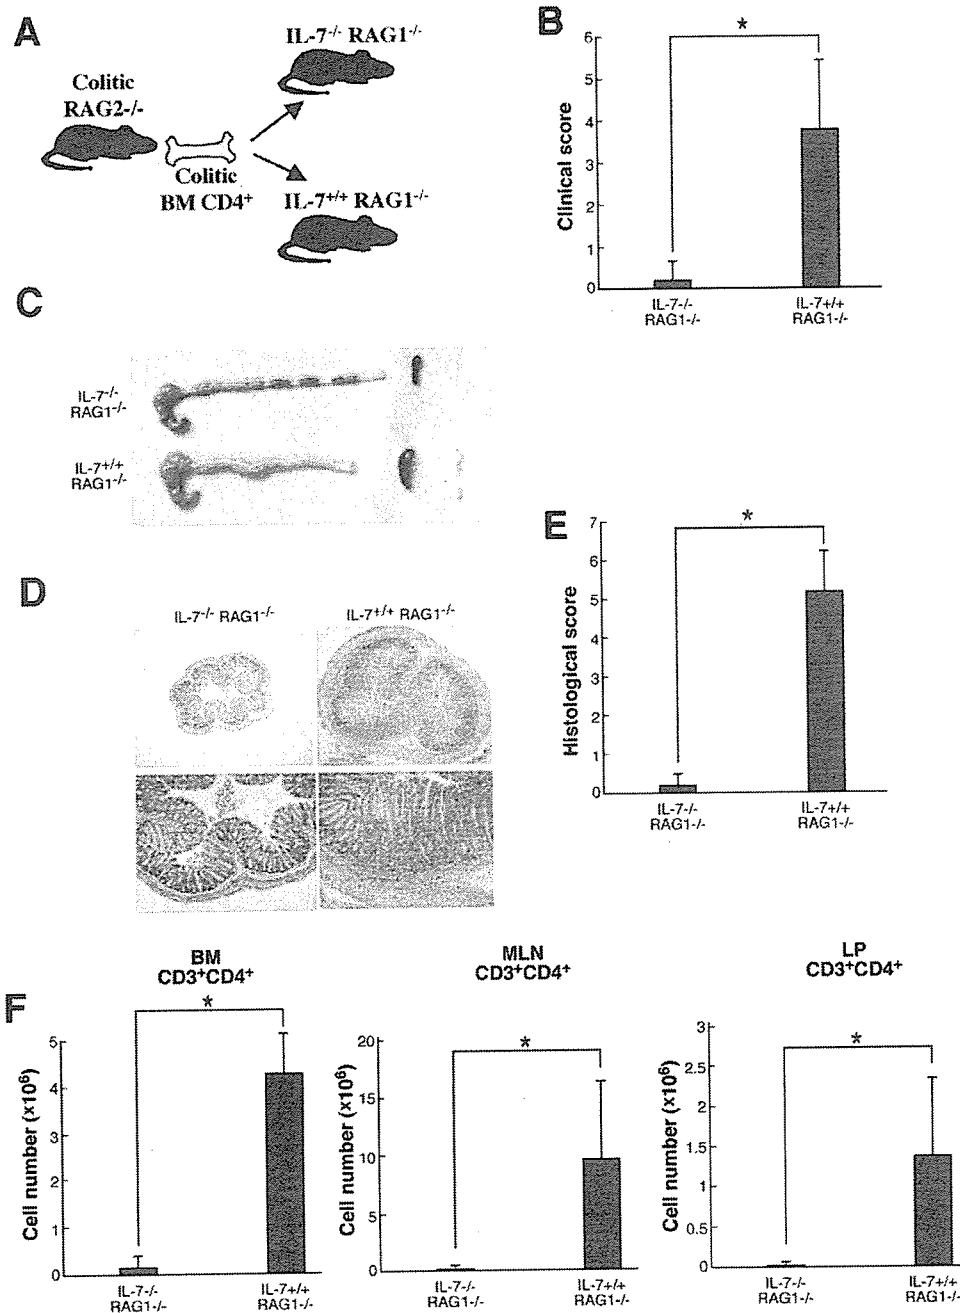 A
Colitic
RAG2-/-
Colitic
BM CD4+
IL-7-/- RAG1-/-
IL-7+/+ RAG1-/-
B
*
Clinical score
6
5
4
3
2
1
0
IL-7-/-
RAG1-/-
IL-7+/+
RAG1-/-
C
IL-7-/-
RAG1-/-
IL-7+/+
RAG1-/-
D
IL-7-/- RAG1-/-
IL-7+/+ RAG1-/-
E
*
Histological score
7
6
5
4
3
2
1
0
IL-7-/-
RAG1-/-
IL-7+/+
RAG1-/-
F
BM
CD3+CD4+
*
Cell number (×10⁶)
5
4
3
2
1
0
IL-7-/-
RAG1-/-
IL-7+/+
RAG1-/-
MLN
CD3+CD4+
*
Cell number (×10⁶)
20
15
10
5
0
IL-7-/-
RAG1-/-
IL-7+/+
RAG1-/-
LP
CD3+CD4+
*
Cell number (×10⁶)
3
2.5
2
1.5
1
0.5
0
IL-7-/-
RAG1-/-
IL-7+/+
RAG1-/-